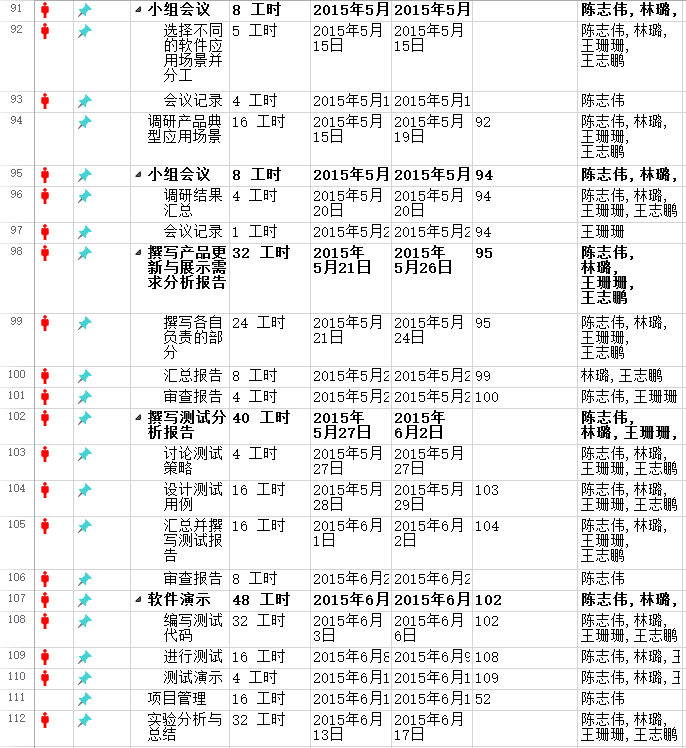 91 小组会议 8 工时 2015年5月 2015年5月 陈志伟, 林璐,
92 选择不同 5 工时 2015年5月 2015年5月 陈志伟, 林璐,
的软件应 15日 15日 王珊珊,
用场景并 王志鹏
分工
93 会议记录 4 工时 2015年5月1 2015年5月1 陈志伟
94 调研产品典 16 工时 2015年5月 2015年5月 92 陈志伟, 林璐,
型应用场景 15日 19日 王珊珊,
王志鹏
95 小组会议 8 工时 2015年5月 2015年5月 94 陈志伟, 林璐,
96 调研结果 4 工时 2015年5月 2015年5月 94 陈志伟, 林璐,
汇总 20日 20日 王珊珊, 王志鹏
97 会议记录 1 工时 2015年5月2 2015年5月2 94 王珊珊
98 撰写产品更 32 工时 2015年 2015年 95 陈志伟,
新与展示需 5月21日 5月26日 林璐,
求分析报告 王珊珊,
王志鹏
99 撰写各自 24 工时 2015年5月 2015年5月 95 陈志伟, 林璐,
负责的部 21日 24日 王珊珊,
分 王志鹏
100 汇总报告 8 工时 2015年5月2 2015年5月2 99 林璐, 王志鹏
101 审查报告 4 工时 2015年5月2 2015年5月2 100 陈志伟, 王珊珊
102 撰写测试分 40 工时 2015年 2015年 陈志伟,
析报告 5月27日 6月2日 林璐, 王珊珊,
103 讨论测试 4 工时 2015年5月 2015年5月 陈志伟, 林璐,
策略 27日 27日 王珊珊, 王志鹏
104 设计测试 16 工时 2015年5月 2015年5月 103 陈志伟, 林璐,
用例 28日 29日 王珊珊, 王志鹏
105 汇总并撰 16 工时 2015年6月 2015年6月 104 陈志伟, 林璐,
写测试报 1日 2日 王珊珊,
告 王志鹏
106 审查报告 8 工时 2015年6月2 2015年6月2 陈志伟
107 软件演示 48 工时 2015年6月 2015年6月 102 陈志伟, 林璐,
108 编写测试 32 工时 2015年6月 2015年6月 102 陈志伟, 林璐,
代码 3日 6日 王珊珊, 王志鹏
109 进行测试 16 工时 2015年6月8 2015年6月9 108 陈志伟, 林璐, 王
110 测试演示 4 工时 2015年6月1 2015年6月1 109 陈志伟, 林璐, 王
111 项目管理 16 工时 2015年6月1 2015年6月1 52 陈志伟
112 实验分析与 32 工时 2015年6月 2015年6月 陈志伟, 林璐,
总结 13日 17日 王珊珊, 王志鹏